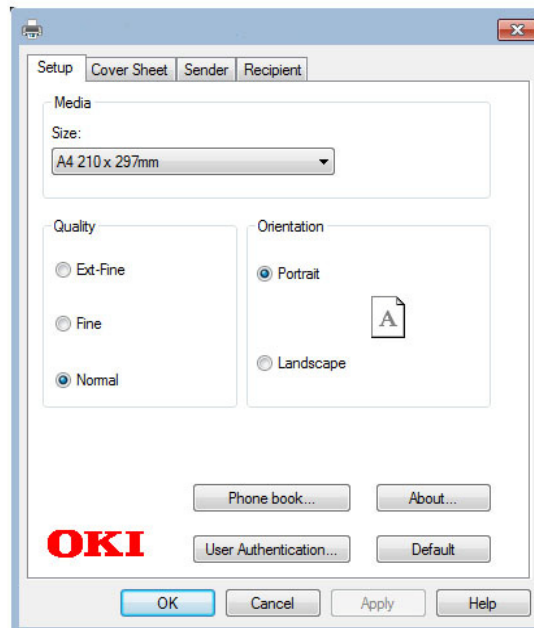 Setup Cover Sheet Sender Recipient
Media
Size:
A4 210 x 297mm
Quality Orientation
Ext-Fine Portrait
A
Fine
Landscape
Normal
Phone book... About...
OKI
User Authentication... Default
OK Cancel Apply Help